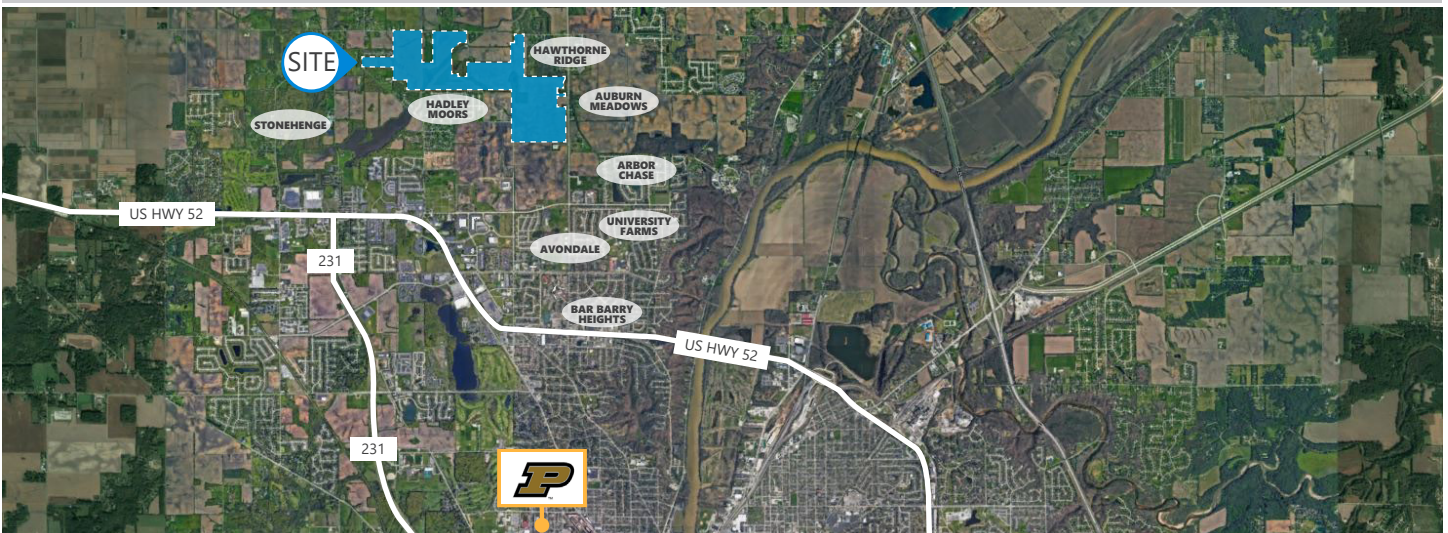 SITE
HAWTHORNE
RIDGE
AUBURN
MEADOWS
HADLEY
MOORS
STONEHENGE
ARBOR
CHASE
US HWY 52
UNIVERSITY
FARMS
AVONDALE
231
BAR BARRY
HEIGHTS
US HWY 52
231
P
TM